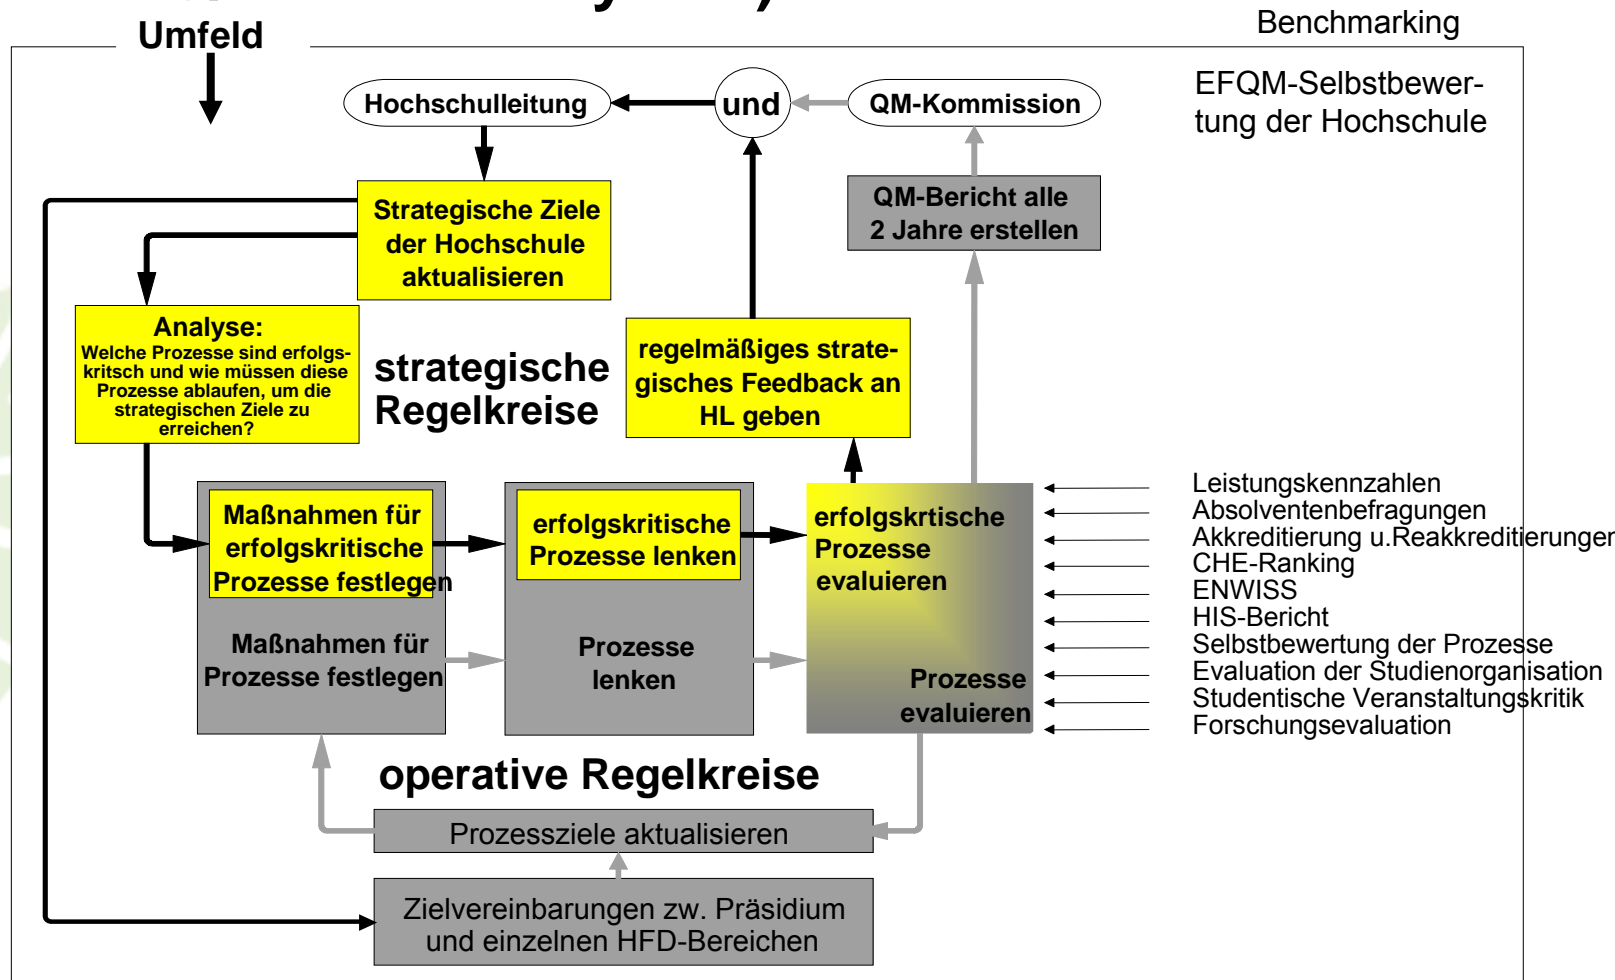 Umfeld
Benchmarking
EFQM-Selbstbewer-
tung der Hochschule
Hochschulleitung
und
QM-Kommission
QM-Bericht alle
2 Jahre erstellen
Strategische Ziele
der Hochschule
aktualisieren
Analyse:
Welche Prozesse sind erfolgs-
kritsch und wie müssen diese
Prozesse ablaufen, um die
strategischen Ziele zu
erreichen?
strategische
Regelkreise
regelmäßiges strate-
gisches Feedback an
HL geben
Maßnahmen für
erfolgskritische
Prozesse festlegen
erfolgskritische
Prozesse lenken
erfolgskrtische
Prozesse
evaluieren
Maßnahmen für
Prozesse festlegen
Prozesse
lenken
Prozesse
evaluieren
Leistungskennzahlen
Absolventenbefragungen
Akkreditierung u.Reakkreditierungen
CHE-Ranking
ENWISS
HIS-Bericht
Selbstbewertung der Prozesse
Evaluation der Studienorganisation
Studentische Veranstaltungskritik
Forschungsevaluation
operative Regelkreise
Prozessziele aktualisieren
Zielvereinbarungen zw. Präsidium
und einzelnen HFD-Bereichen